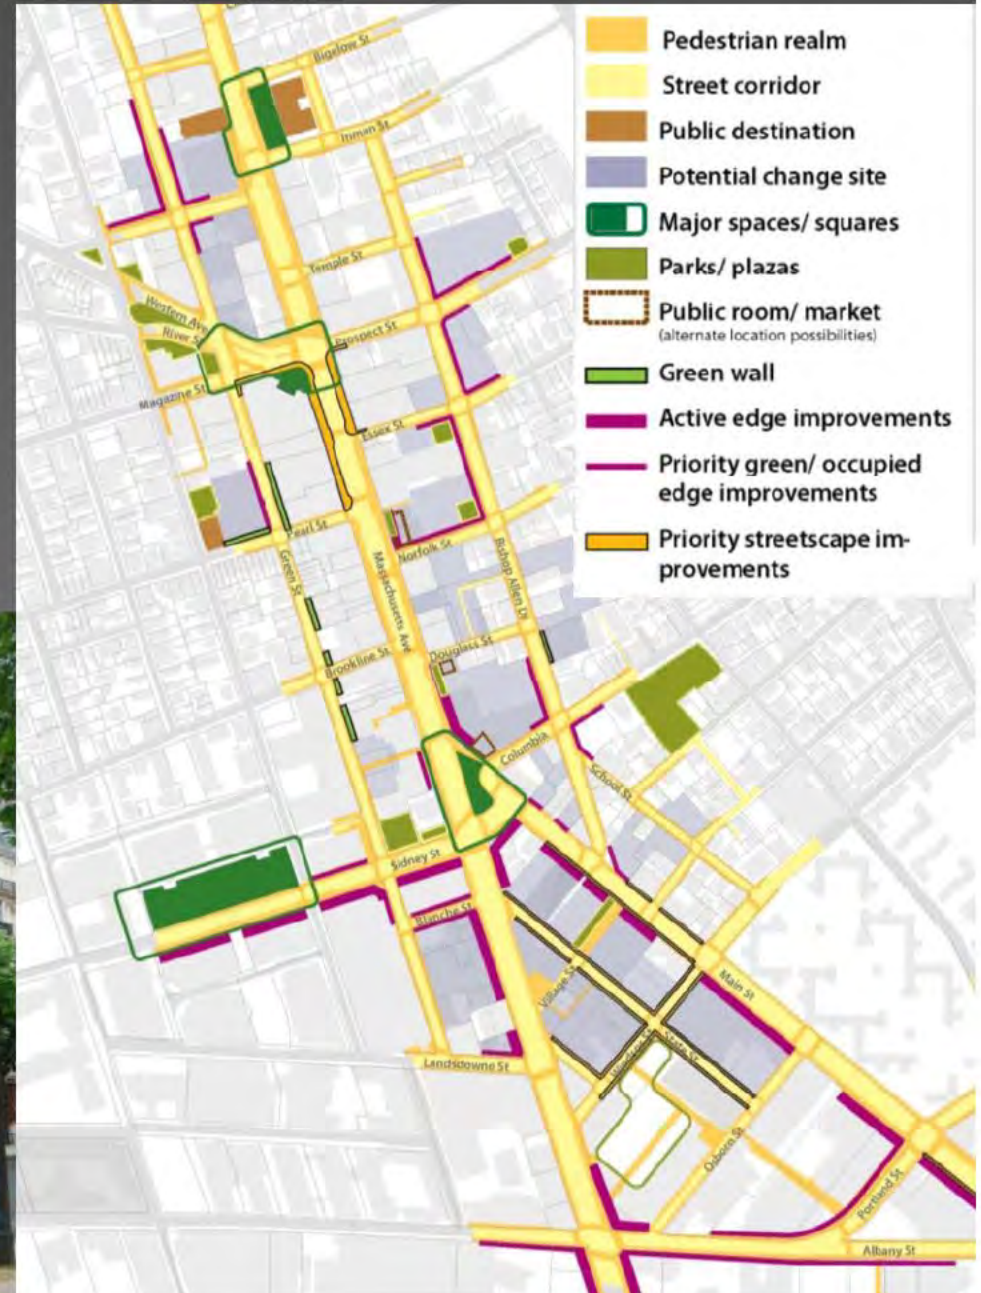 Pedestrian realm
Street corridor
Public destination
Potential change site
Major spaces/ squares
Parks/ plazas
Public room/ market
(alternate location possibilities)
Green wall
Active edge improvements
Priority green/ occupied
edge improvements
Priority streetscape im-
provements
Bigelow St
Inman St
Temple St
Western Ave
River St
Prospect St
Magazine St
Essex St
Pearl St
Norfolk St
Green St
Massachusetts Ave
Bishop Allen Dr
Brookline St
Douglass St
Columbia
School St
Sidney St
Blanche St
Village St
Main St
State St
Landsdowne St
Osborn St
Portland St
Albany St